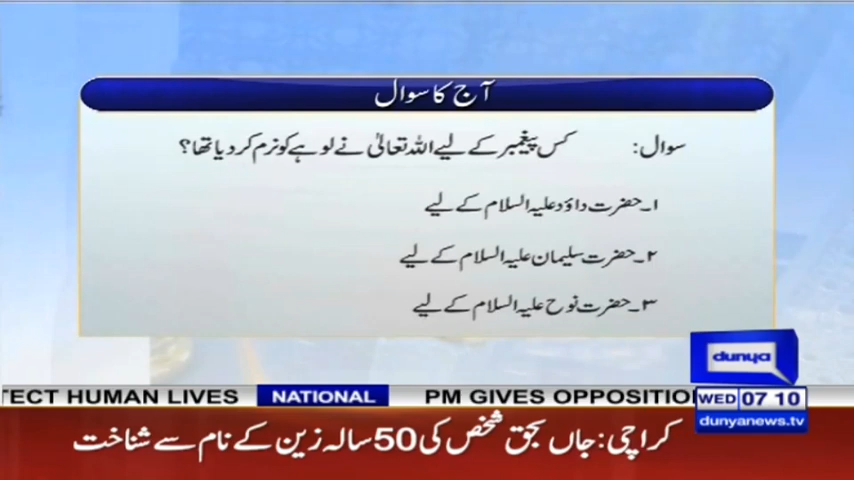 آج کا سوال
سوال: کس پیغمبر کے لیے اللہ تعالیٰ نے لوہے کو نرم کر دیا تھا؟
۱۔حضرت داؤد علیہ السلام کے لیے
۲۔حضرت سلیمان علیہ السلام کے لیے
۳۔حضرت نوح علیہ السلام کے لیے
dunya
TECT HUMAN LIVES NATIONAL PM GIVES OPPOSITION
WED 07 10
dunyanews.tv
کراچی: جاں بحق شخص کی 50 سالہ زین کے نام سے شناخت